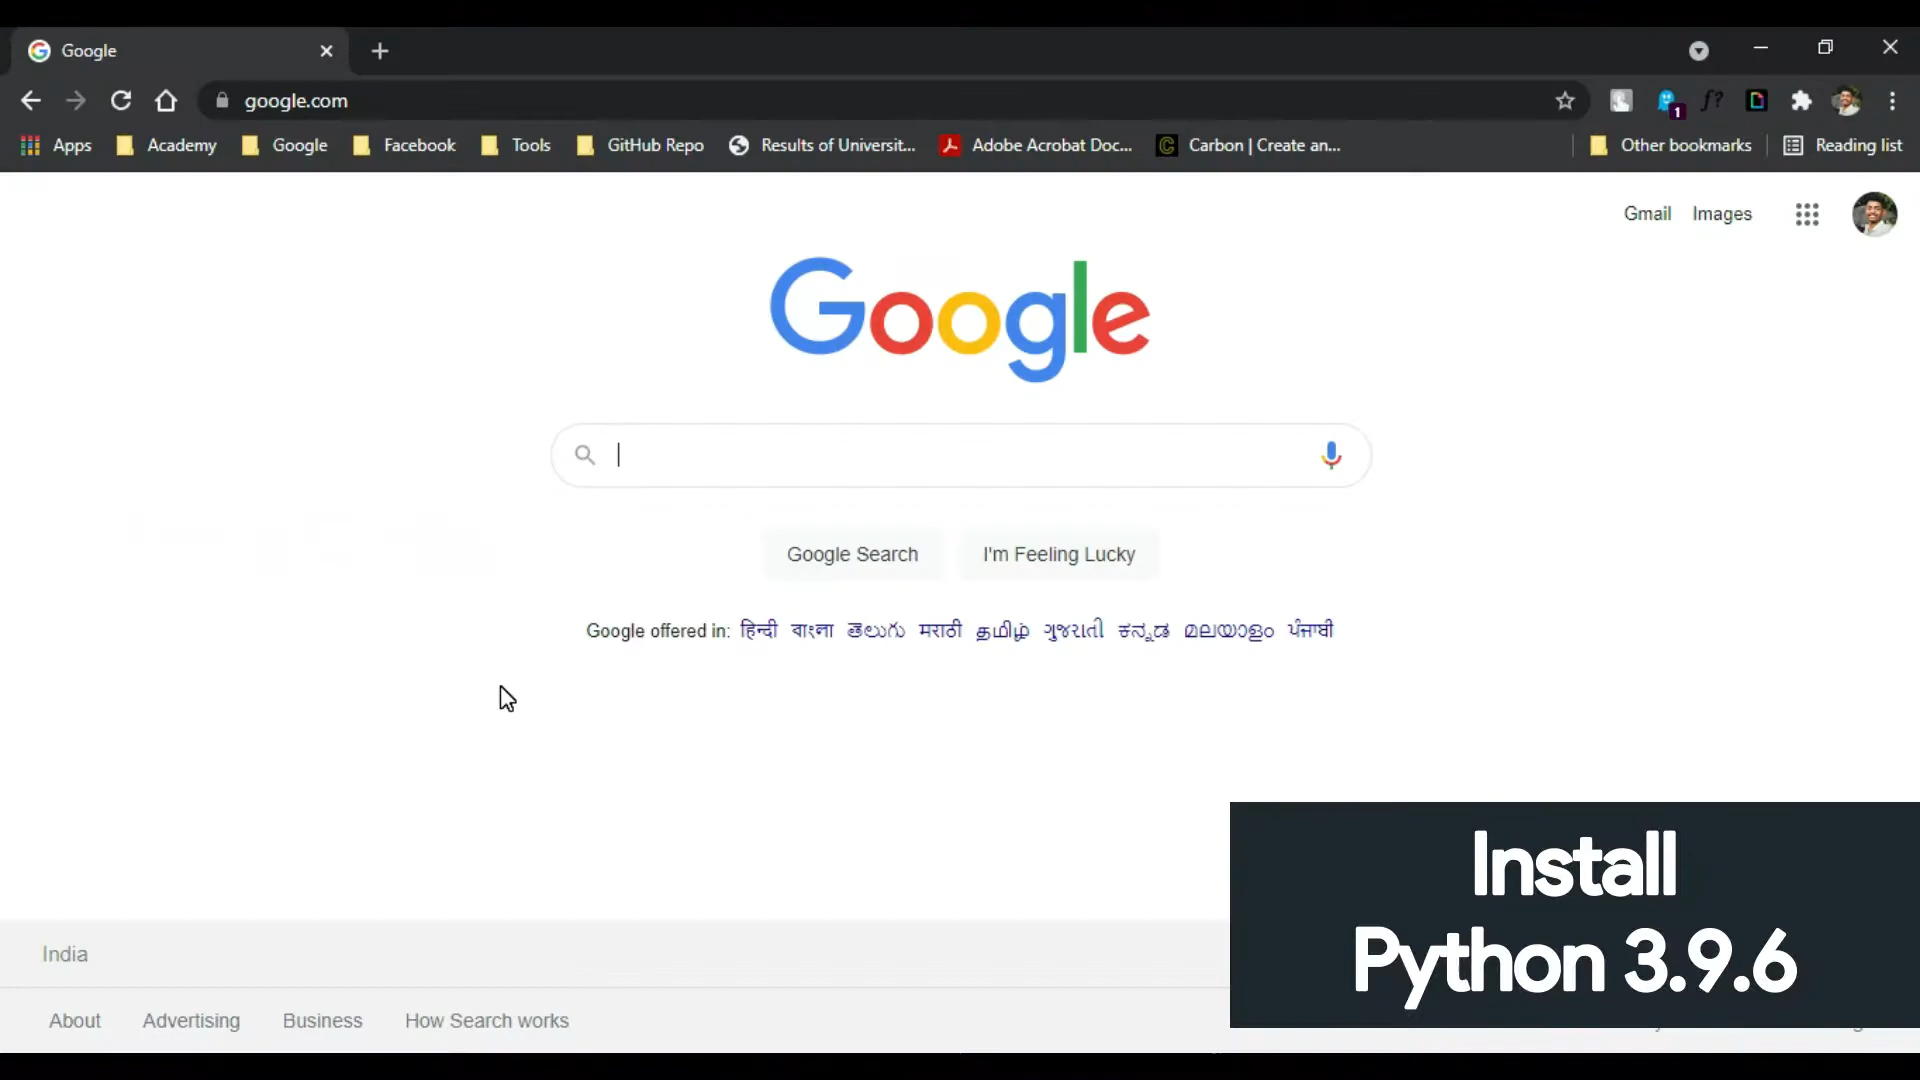 Google
google.com
1
f?
Apps
Academy
Google
Facebook
Tools
GitHub Repo
Results of Universit...
Adobe Acrobat Doc...
Carbon | Create an...
Other bookmarks
Reading list
Gmail
Images
Google
Google Search
I'm Feeling Lucky
Google offered in: हिन्दी বাংলা తెలుగు मराठी தமிழ் ગુજરાતી ಕನ್ನಡ മലയാളം ਪੰਜਾਬੀ
India
About
Advertising
Business
How Search works
Install
Python 3.9.6